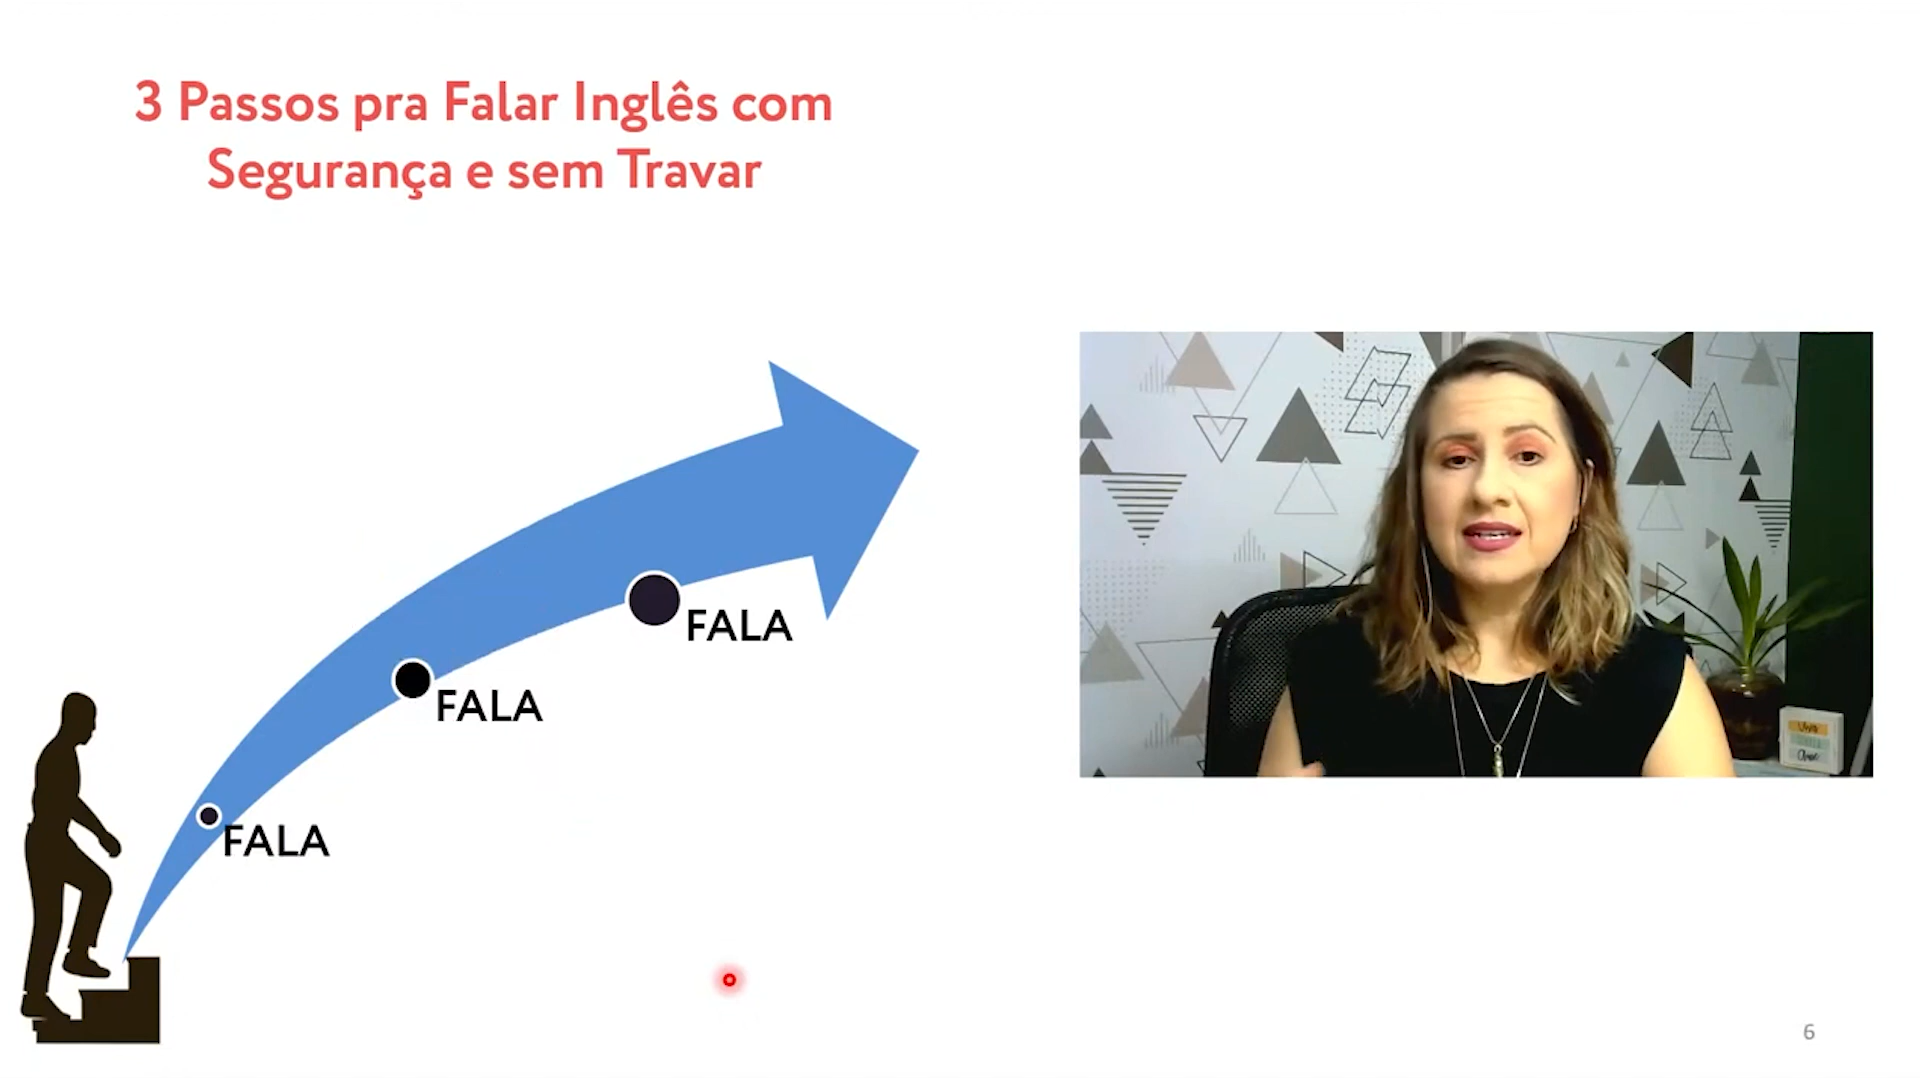 3 Passos pra Falar Inglês com
Segurança e sem Travar
FALA
FALA
FALA
6